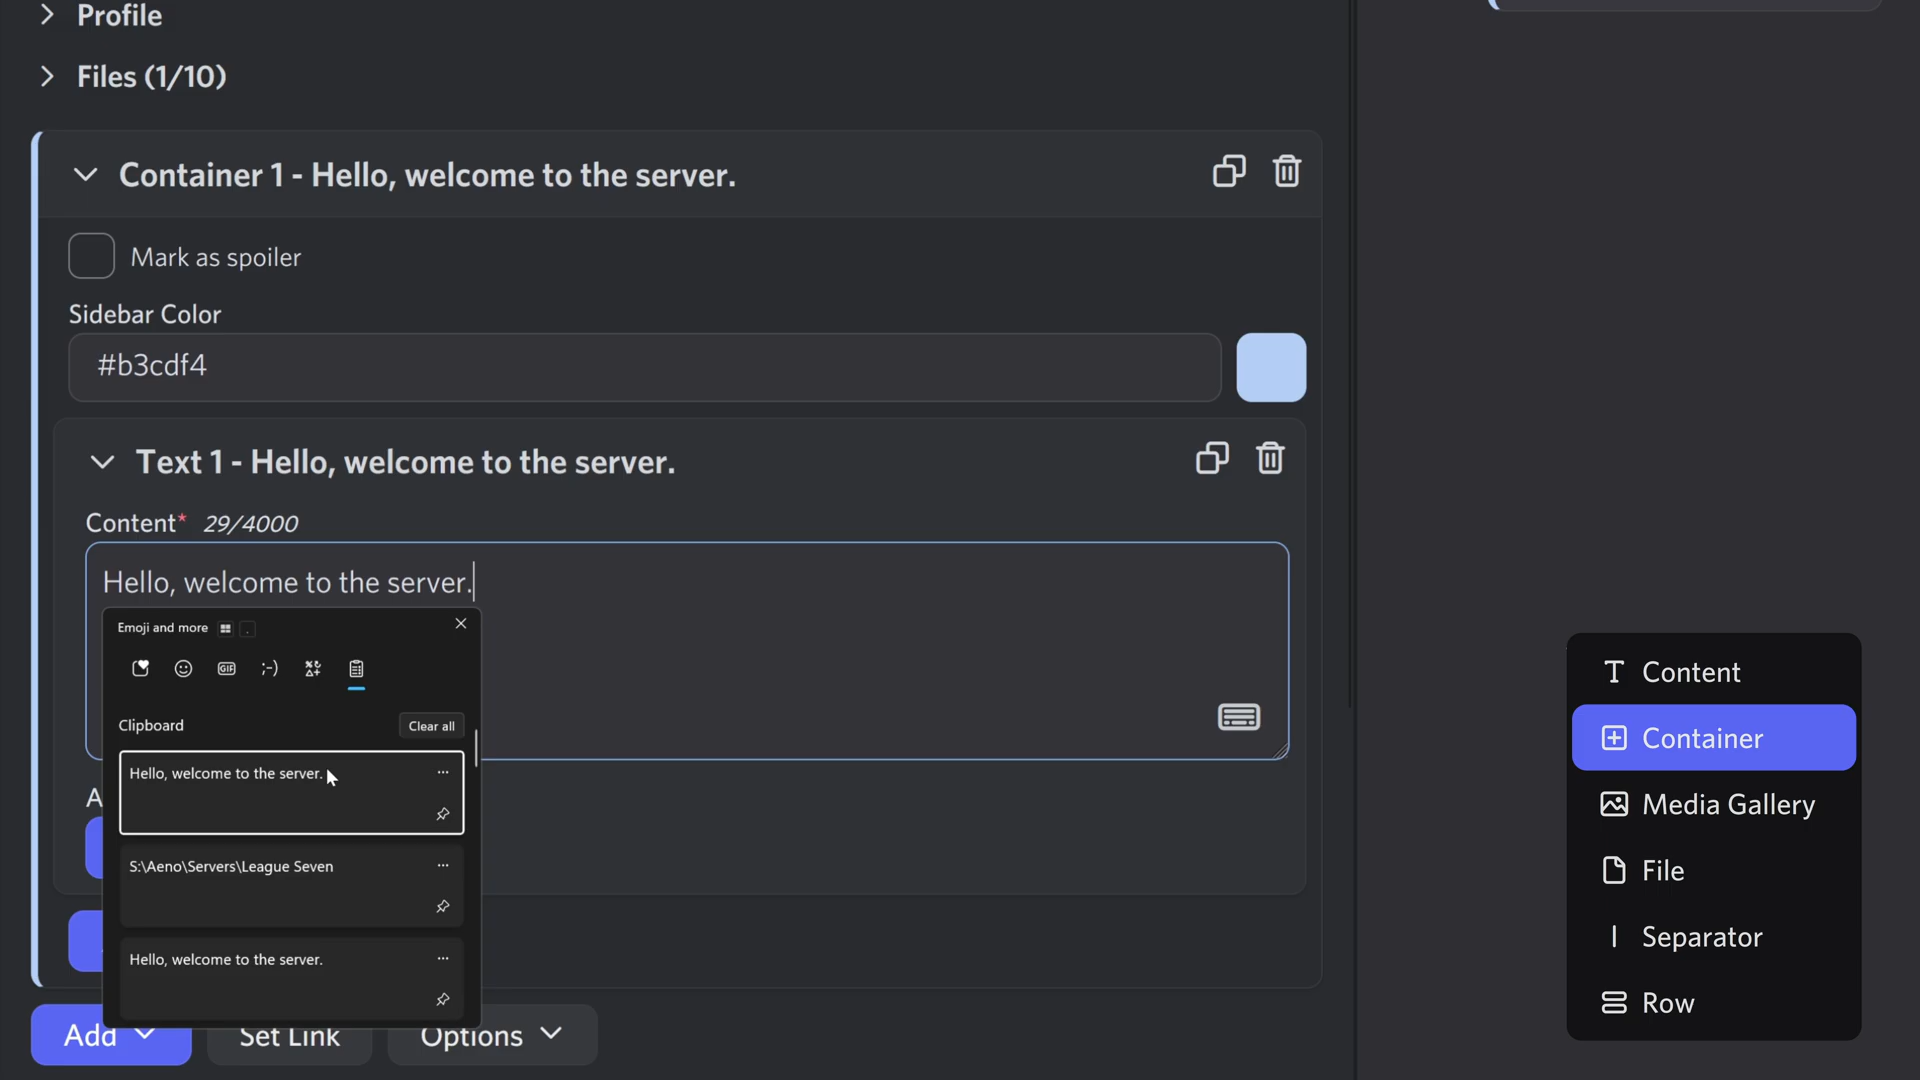 Profile
Files (1/10)
Container 1 - Hello, welcome to the server.
Mark as spoiler
Sidebar Color
#b3cdf4
Text 1 - Hello, welcome to the server.
Content* 29/4000
Hello, welcome to the server.
Emoji and more .
GIF
;-)
Clipboard
Clear all
Hello, welcome to the server.
S:\Aeno\Servers\League Seven
Hello, welcome to the server.
A
Add
Set Link
Options
Content
Container
Media Gallery
File
Separator
Row